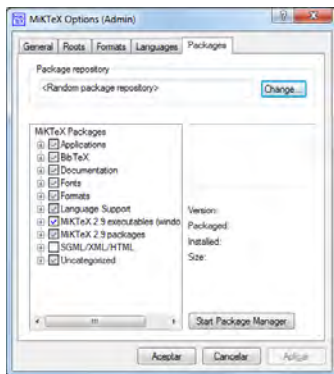 MiKTeX Options (Admin)
General Roots Formats Languages Packages
Package repository
<Random package repository>
Change...
MiKTeX Packages
Applications
BibTeX
Documentation
Fonts
Formats
Language Support
MiKTeX 2.9 executables (windo
MiKTeX 2.9 packages
SGML/XML/HTML
Uncategorized
Version:
Packaged:
Installed:
Size:
Start Package Manager
Aceptar Cancelar Aplicar